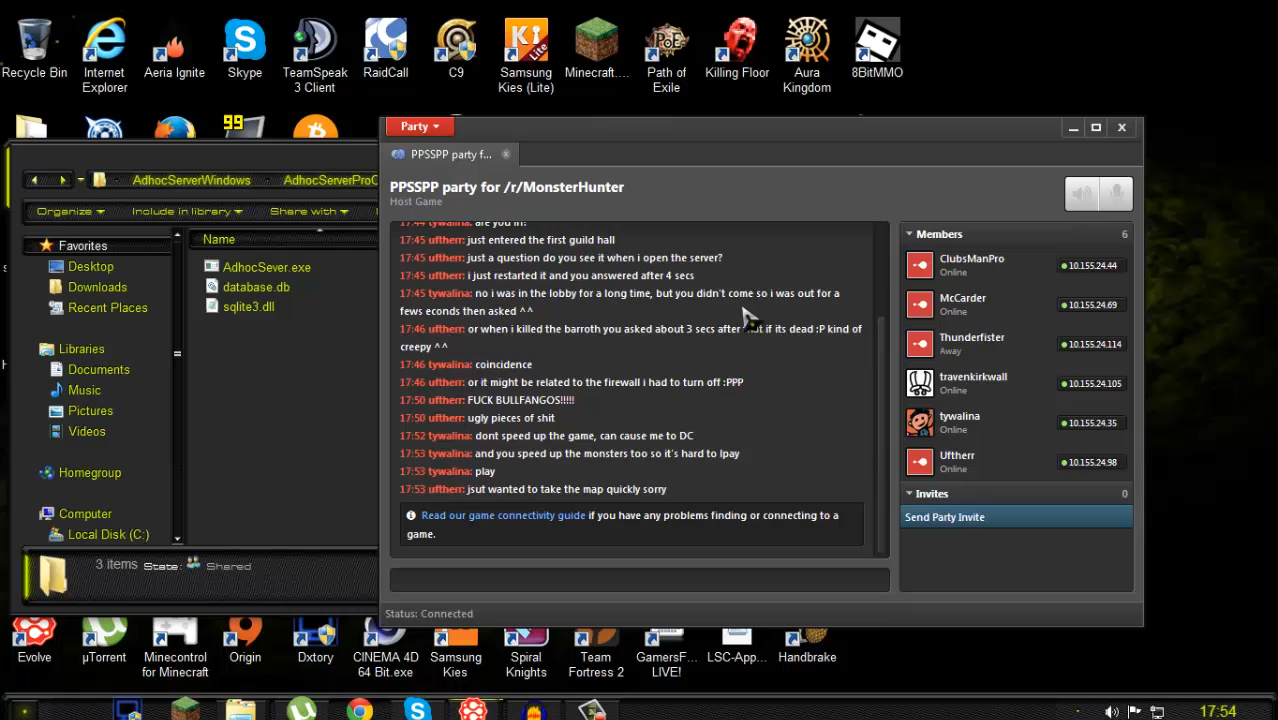 Recycle Bin
Internet
Explorer
Aeria Ignite
Skype
TeamSpeak
3 Client
RaidCall
C9
Ki
Lite
Samsung
Kies (Lite)
Minecraft....
PoE
Path of
Exile
Killing Floor
Aura
Kingdom
8BitMMO
99
AdhocServerWindows
AdhocServerProC
Organize
Include in library
Share with
Favorites
Desktop
Downloads
Recent Places
Libraries
Documents
Music
Pictures
Videos
Homegroup
Computer
Local Disk (C:)
Name
AdhocSever.exe
database.db
sqlite3.dll
3 items State: Shared
Party
PPSSPP party f...
PPSSPP party for /r/MonsterHunter
Host Game
17:44 tywalina: are you in?
17:45 uftherr: just entered the first guild hall
17:45 uftherr: just a question do you see it when i open the server?
17:45 uftherr: i just restarted it and you answered after 4 secs
17:45 tywalina: no i was in the lobby for a long time, but you didn't come so i was out for a
fews econds then asked ^^
17:46 uftherr: or when i killed the barroth you asked about 3 secs after if its dead :P kind of
creepy ^^
17:46 tywalina: coincidence
17:46 uftherr: or it might be related to the firewall i had to turn off :PPP
17:50 uftherr: FUCK BULLFANGOS!!!!!
17:50 uftherr: ugly pieces of shit
17:52 tywalina: dont speed up the game, can cause me to DC
17:53 tywalina: and you speed up the monsters too so it's hard to lpay
17:53 tywalina: play
17:53 uftherr: jsut wanted to take the map quickly sorry
Read our game connectivity guide if you have any problems finding or connecting to a
game.
Status: Connected
Members 6
ClubsManPro
Online
10.155.24.44
McCarder
Online
10.155.24.69
Thunderfister
Away
10.155.24.114
travenkirwall
Online
10.155.24.105
tywalina
Online
10.155.24.35
Uftherr
Online
10.155.24.98
Invites 0
Send Party Invite
Evolve
µTorrent
Minecontrol
for Minecraft
Origin
Dxtory
CINEMA 4D
64 Bit.exe
Samsung
Kies
Spiral
Knights
Team
Fortress 2
GamersF...
LIVE!
LSC-App...
Handbrake
17:54